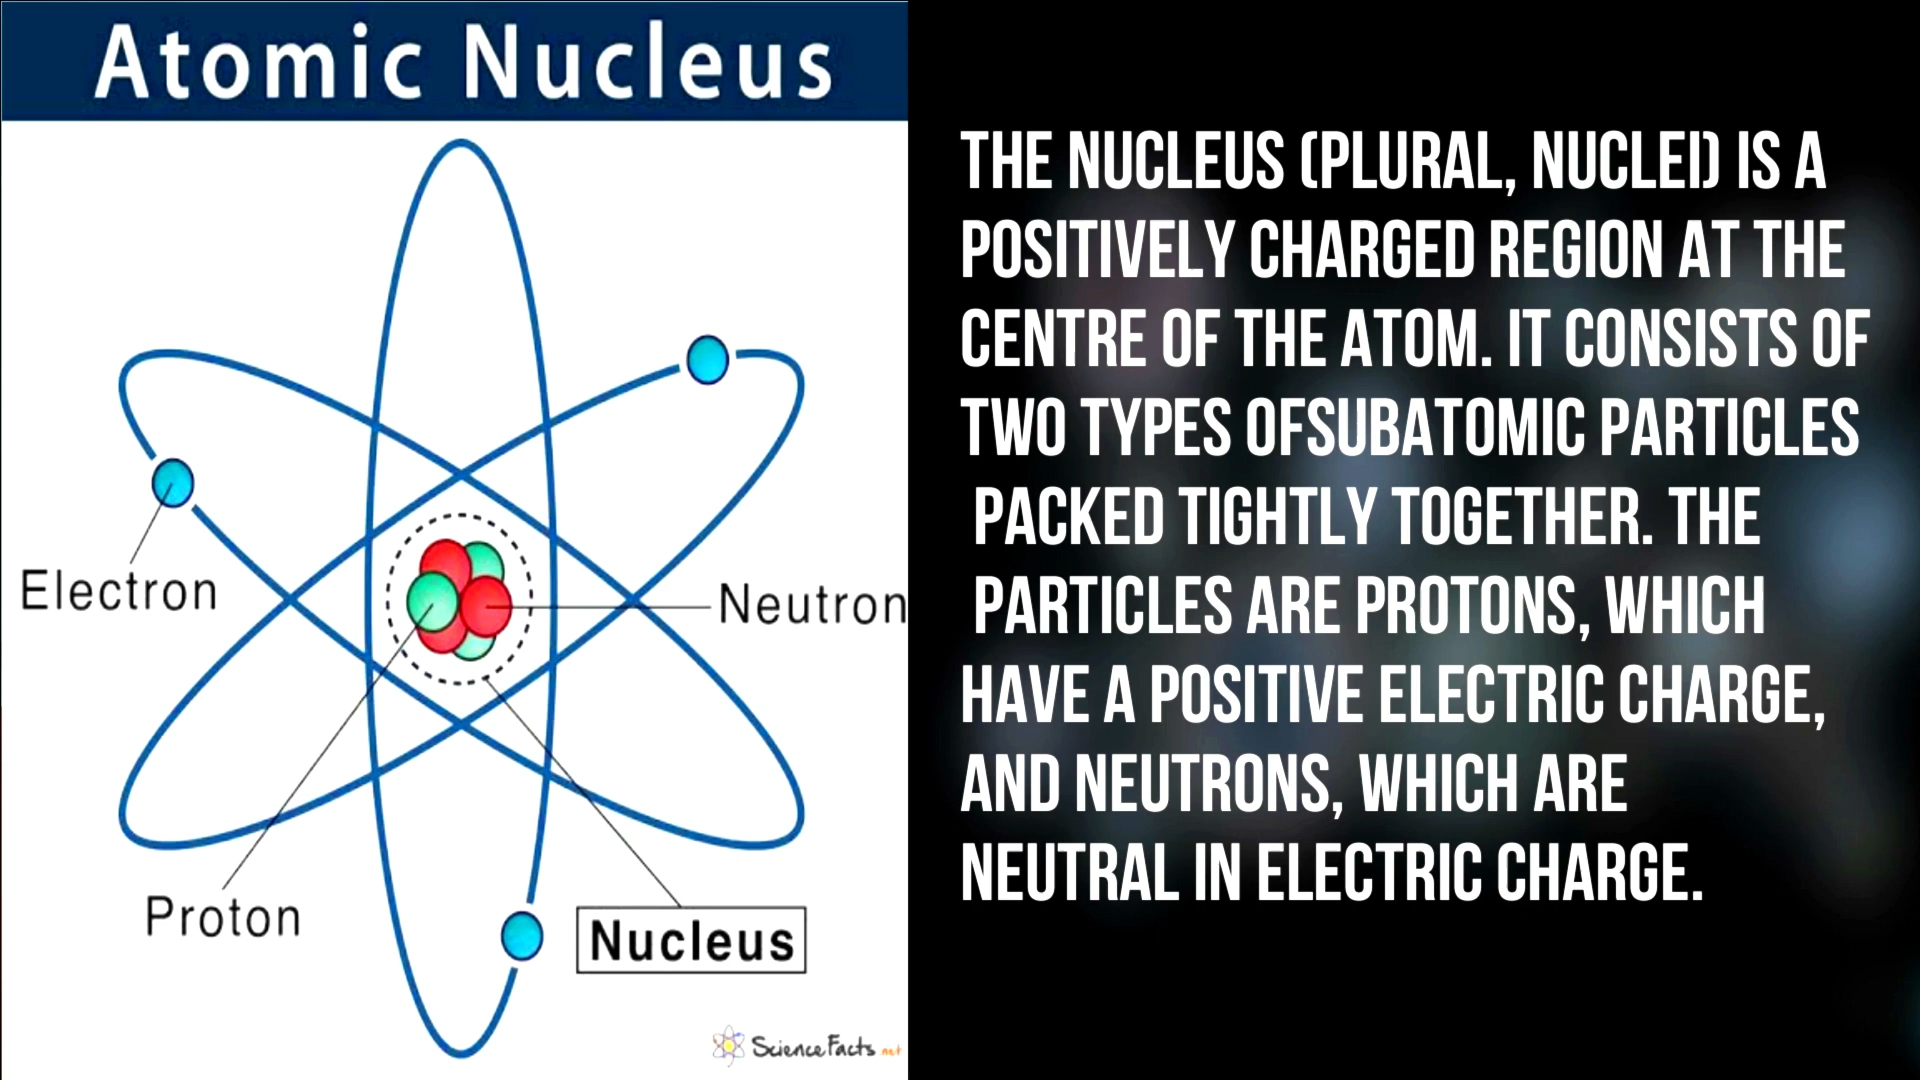 Atomic Nucleus
Electron
Neutron
Proton
Nucleus
ScienceFacts.net
THE NUCLEUS (PLURAL, NUCLEI) IS A
POSITIVELY CHARGED REGION AT THE
CENTRE OF THE ATOM. IT CONSISTS OF
TWO TYPES OFSUBATOMIC PARTICLES
PACKED TIGHTLY TOGETHER. THE
PARTICLES ARE PROTONS, WHICH
HAVE A POSITIVE ELECTRIC CHARGE,
AND NEUTRONS, WHICH ARE
NEUTRAL IN ELECTRIC CHARGE.